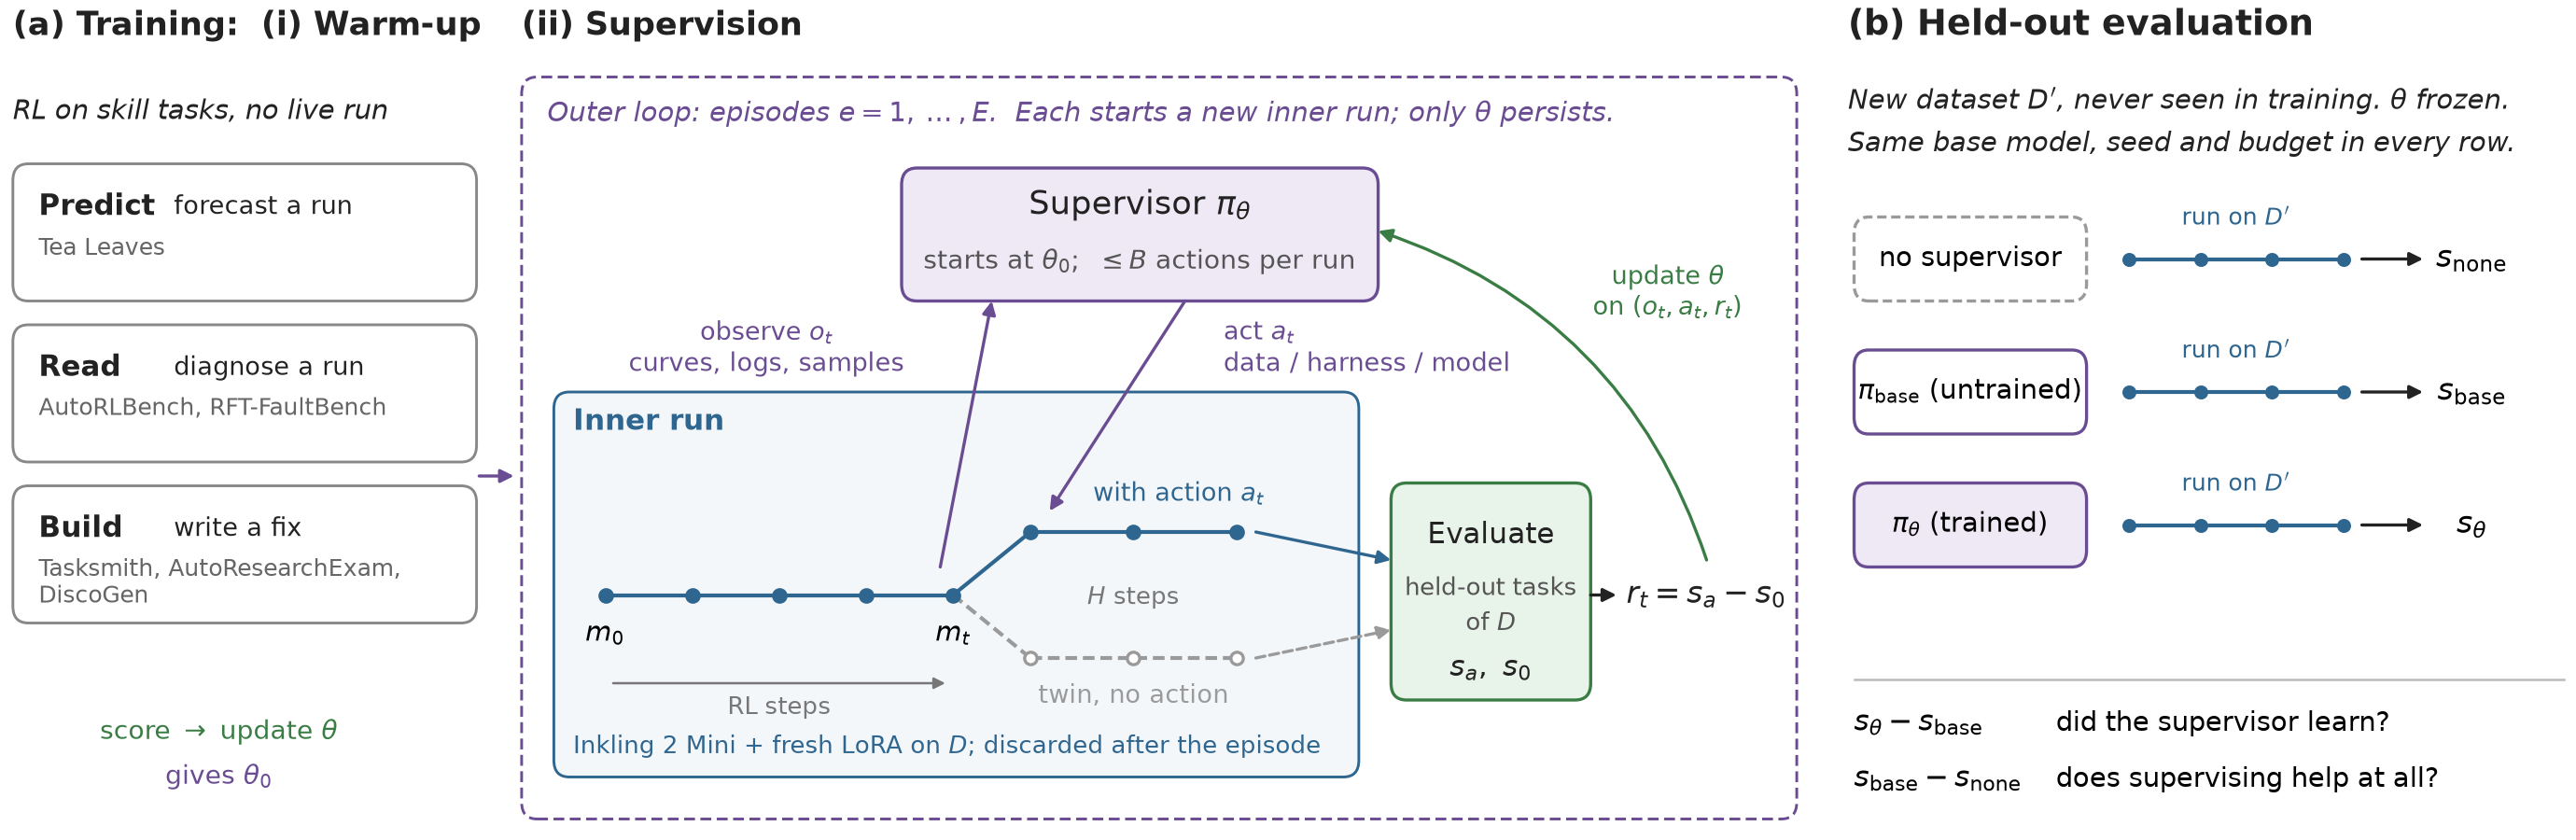 (a) Training:  (i) Warm-up
RL on skill tasks, no live run
Predict forecast a run
Tea Leaves
Read diagnose a run
AutoRLBench, RFT-FaultBench
Build write a fix
Tasksmith, AutoResearchExam,
DiscoGen
score → update θ
gives θ₀
(ii) Supervision
Outer loop: episodes e = 1, …, E.  Each starts a new inner run; only θ persists.
Supervisor π_θ
starts at θ₀;  ≤ B actions per run
observe o_t
curves, logs, samples
act a_t
data / harness / model
update θ
on (o_t, a_t, r_t)
Inner run
with action a_t
H steps
m₀
m_t
RL steps
twin, no action
Inkling 2 Mini + fresh LoRA on D; discarded after the episode
Evaluate
held-out tasks
of D
s_a, s₀
r_t = s_a − s₀
(b) Held-out evaluation
New dataset D′, never seen in training. θ frozen.
Same base model, seed and budget in every row.
no supervisor
run on D′
s_none
π_base (untrained)
run on D′
s_base
π_θ (trained)
run on D′
s_θ
s_θ − s_base did the supervisor learn?
s_base − s_none does supervising help at all?